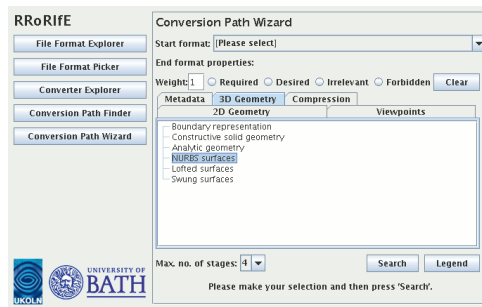 RRoRIfE
File Format Explorer
File Format Picker
Converter Explorer
Conversion Path Finder
Conversion Path Wizard
UKOLN
UNIVERSITY OF
BATH
Conversion Path Wizard
Start format: [Please select]
End format properties:
Weight: 1 Required Desired Irrelevant Forbidden Clear
Metadata 3D Geometry Compression
2D Geometry Viewpoints
Boundary representation
Constructive solid geometry
Analytic geometry
NURBS surfaces
Lofted surfaces
Swung surfaces
Max. no. of stages: 4 Search Legend
Please make your selection and then press 'Search'.